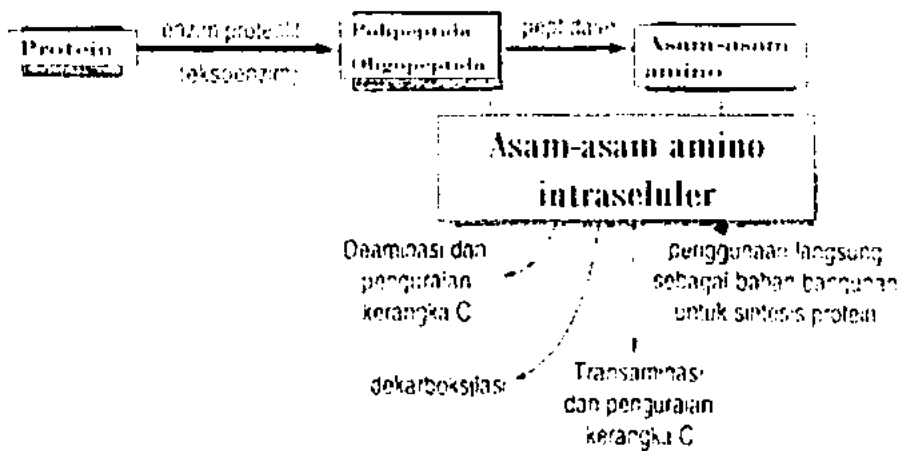 Protein
enzim proteolitik
(eksoenzim)
Polipeptida
Oligopeptida
peptidase
Asam-asam
amino
Asam-asam amino
intraseluler
Deaminasi dan
penguraian
kerangka C
dekarboksilasi
Transaminasi
dan penguraian
kerangka C
penggunaan langsung
sebagai bahan bangunan
untuk sintesis protein